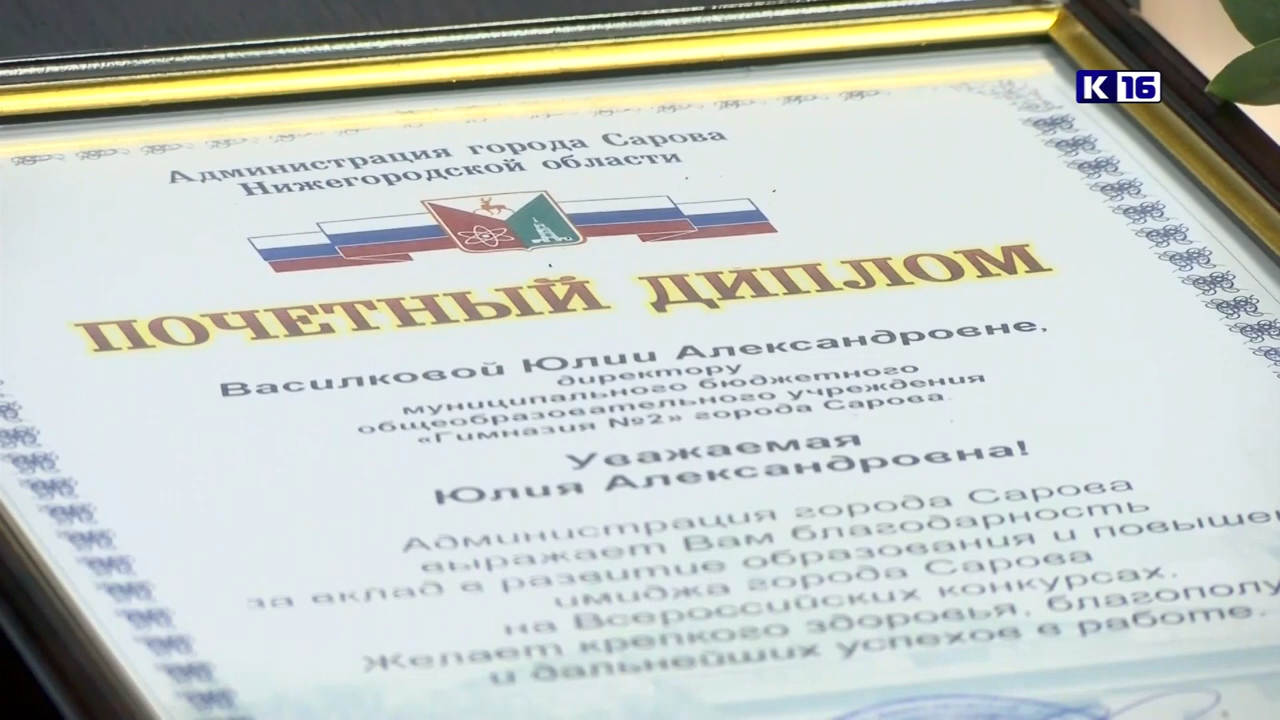 К 16
Администрация города Сарова
Нижегородской области
ПОЧЕТНЫЙ ДИПЛОМ
Василковой Юлии Александровне,
директору
муниципального бюджетного
общеобразовательного учреждения
«Гимназия №2» города Сарова
Уважаемая
Юлия Александровна!
Администрация города Сарова
выражает Вам благодарность
за вклад в развитие образования и повыше
имиджа города Сарова
на Всероссийских конкурсах.
Желает крепкого здоровья, благополу
и дальнейших успехов в работе.